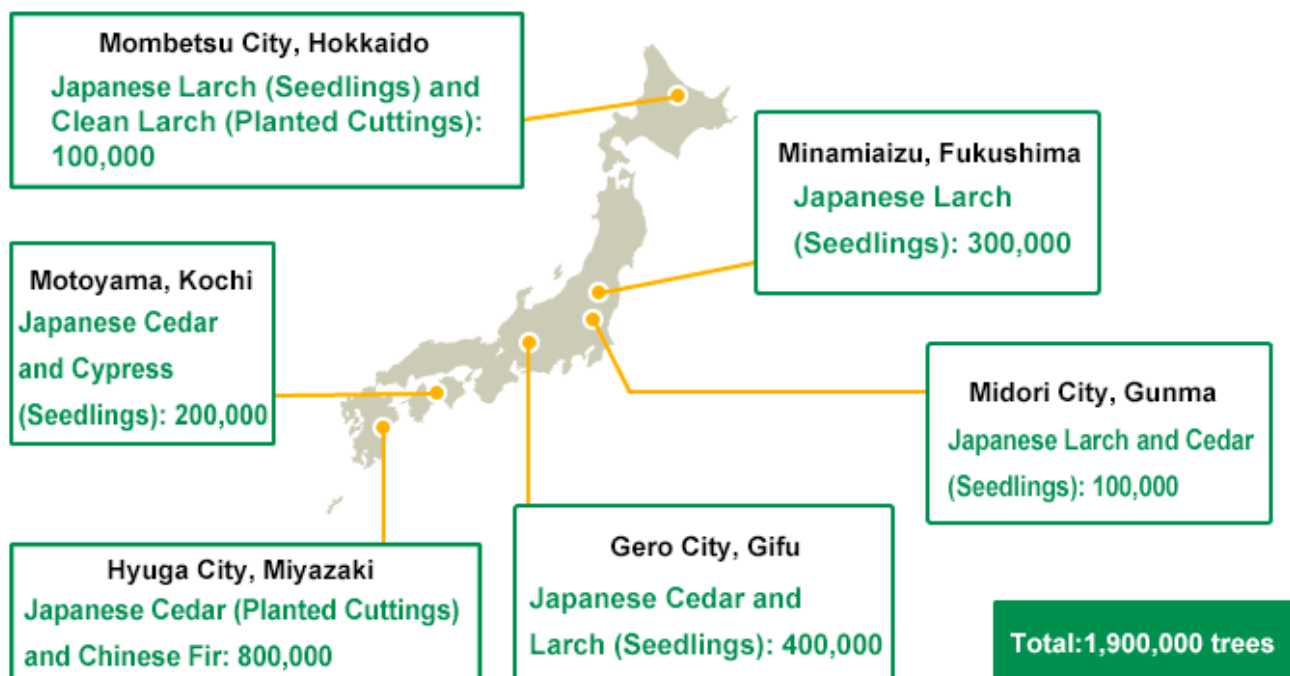 Mombetsu City, Hokkaido
Japanese Larch (Seedlings) and
Clean Larch (Planted Cuttings):
100,000
Minamiaizu, Fukushima
Japanese Larch
(Seedlings): 300,000
Motoyama, Kochi
Japanese Cedar
and Cypress
(Seedlings): 200,000
Midori City, Gunma
Japanese Larch and Cedar
(Seedlings): 100,000
Hyuga City, Miyazaki
Japanese Cedar (Planted Cuttings)
and Chinese Fir: 800,000
Gero City, Gifu
Japanese Cedar and
Larch (Seedlings): 400,000
Total:1,900,000 trees